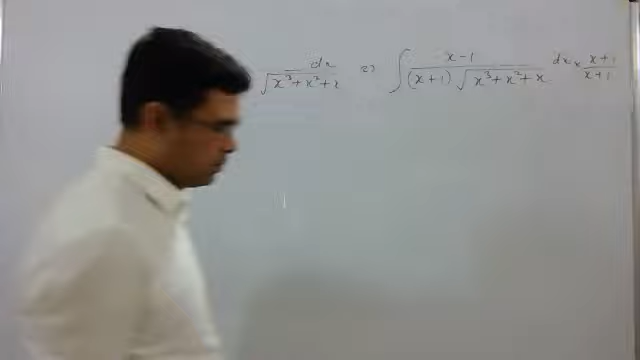 dx / √(x³+x²+x) => ∫ (x-1) / ((x+1) √(x³+x²+x)) dx × (x+1)/(x+1)